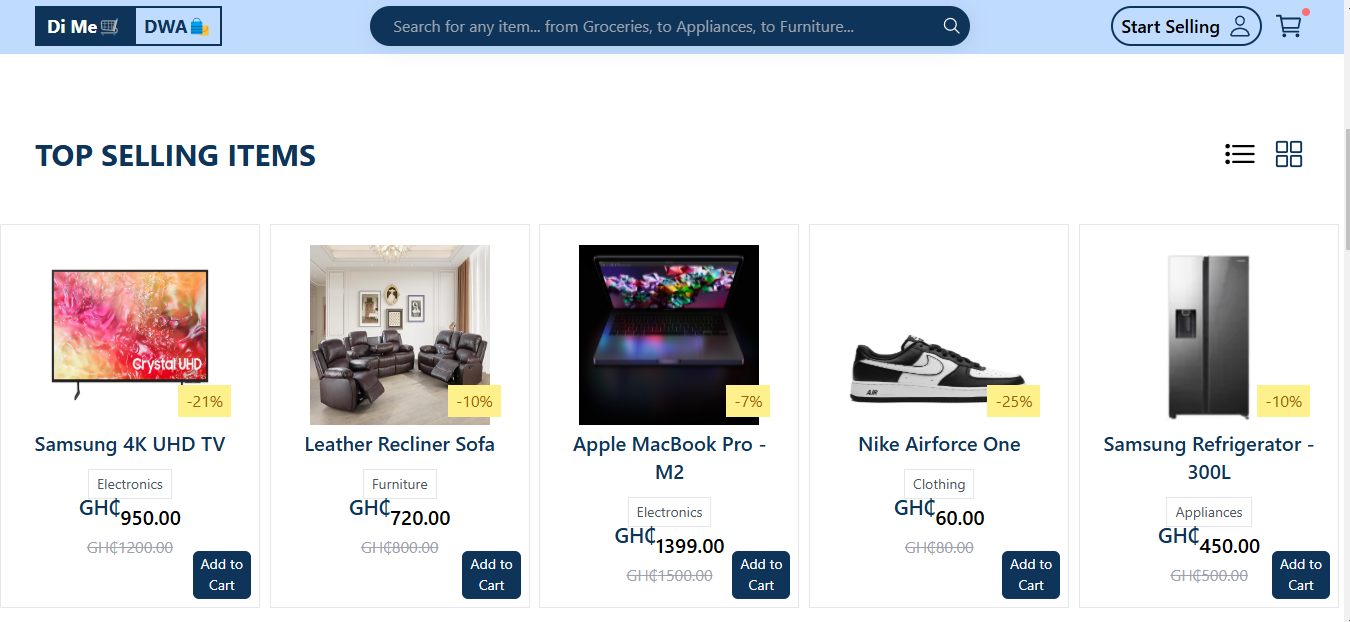 Di Me🛒 DWA🛍️ Search for any item... from Groceries, to Appliances, to Furniture... Start Selling
TOP SELLING ITEMS
Crystal UHD
-21%
Samsung 4K UHD TV
Electronics
GH₵950.00
GH₵1200.00
Add to
Cart
-10%
Leather Recliner Sofa
Furniture
GH₵720.00
GH₵800.00
Add to
Cart
-7%
Apple MacBook Pro -
M2
Electronics
GH₵1399.00
GH₵1500.00
Add to
Cart
AIR
-25%
Nike Airforce One
Clothing
GH₵60.00
GH₵80.00
Add to
Cart
-10%
Samsung Refrigerator -
300L
Appliances
GH₵450.00
GH₵500.00
Add to
Cart